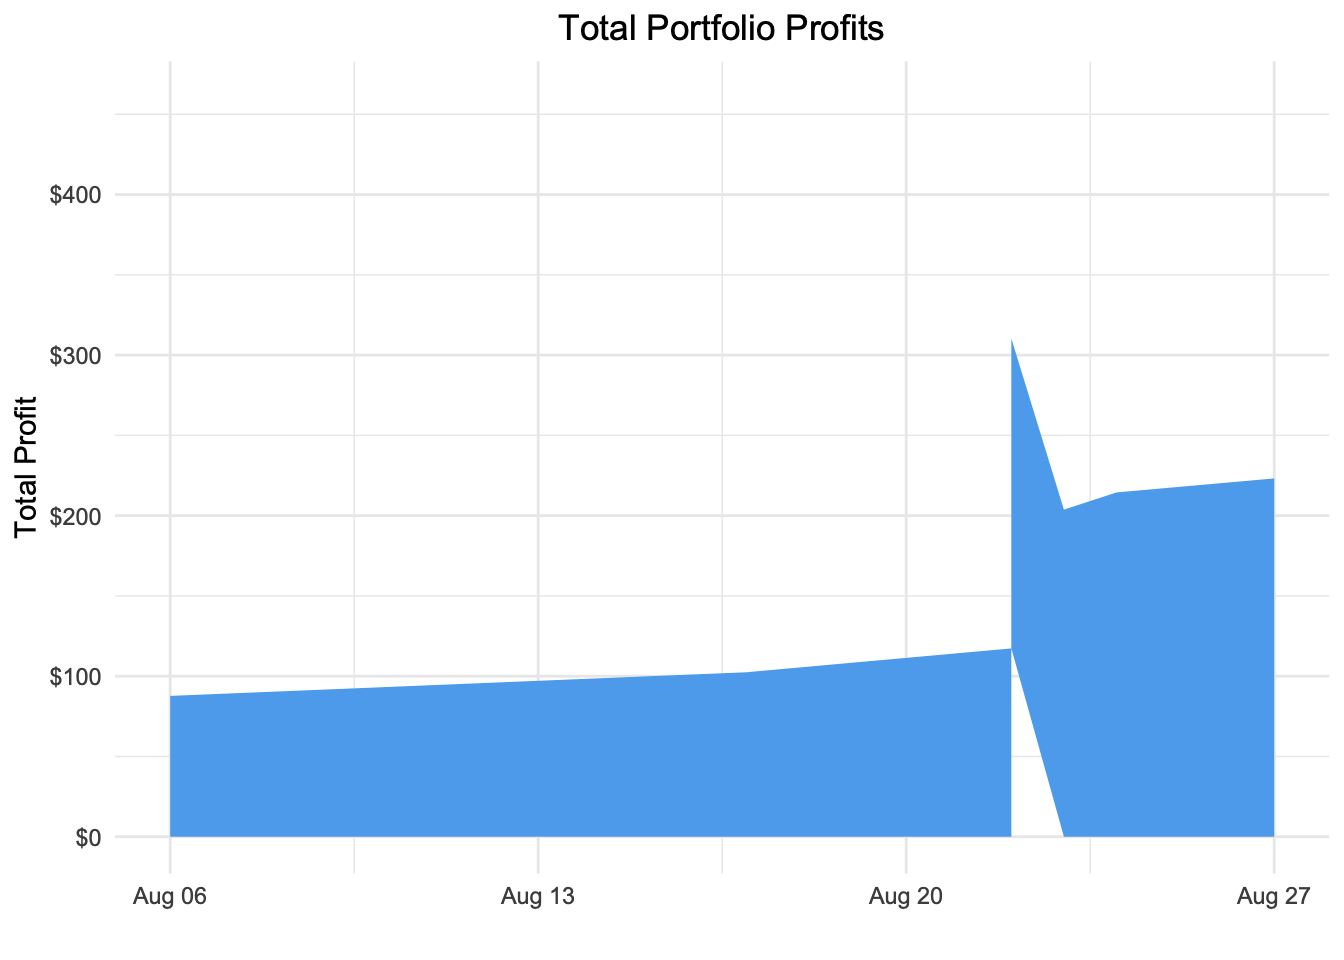 Total Portfolio Profits
$400
$300
$200
$100
$0
Total Profit
Aug 06
Aug 13
Aug 20
Aug 27